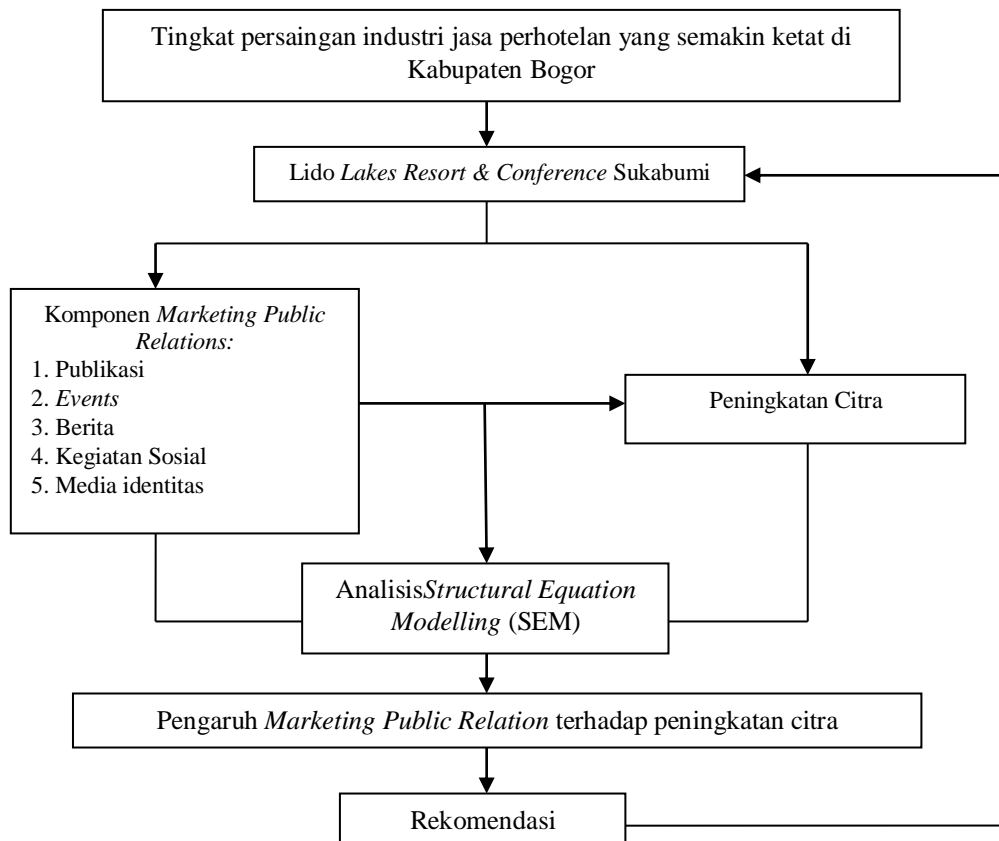 Tingkat persaingan industri jasa perhotelan yang semakin ketat di
Kabupaten Bogor
Lido Lakes Resort & Conference Sukabumi
Komponen Marketing Public
Relations:
1. Publikasi
2. Events
3. Berita
4. Kegiatan Sosial
5. Media identitas
Peningkatan Citra
AnalisisStructural Equation
Modelling (SEM)
Pengaruh Marketing Public Relation terhadap peningkatan citra
Rekomendasi